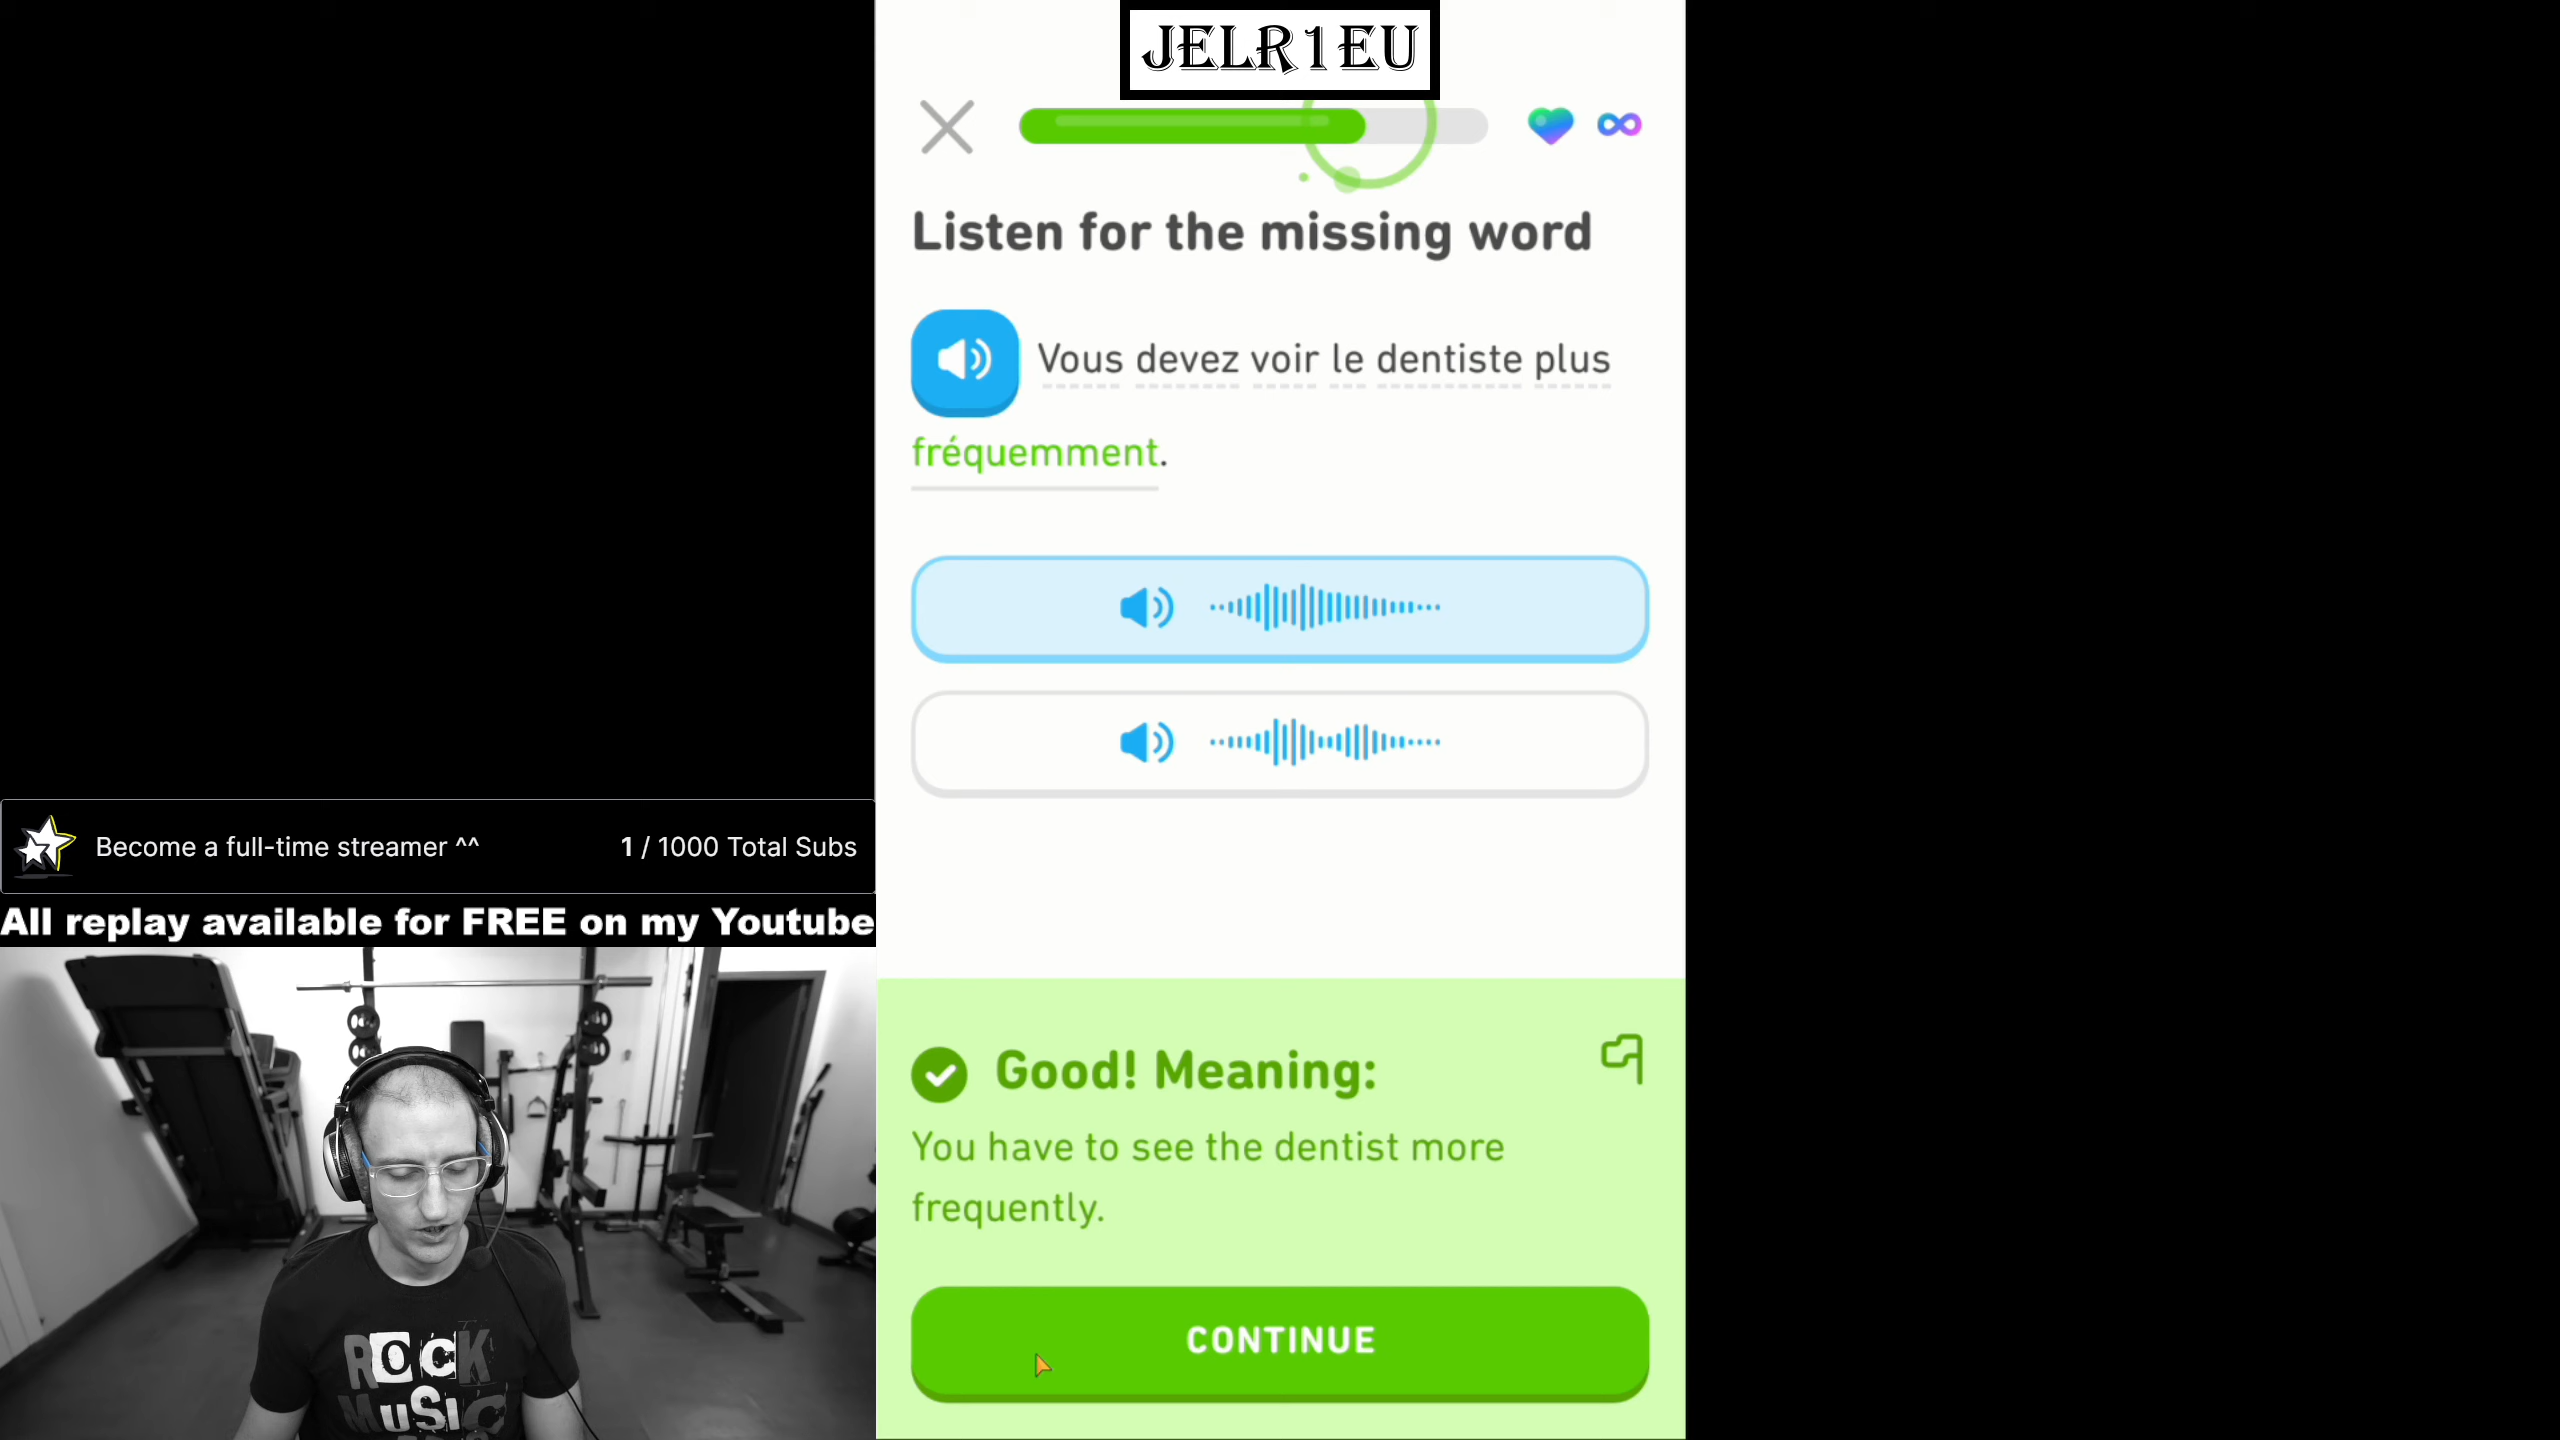 JELR1EU
Listen for the missing word
Vous devez voir le dentiste plus
fréquemment.
Become a full-time streamer ^^ 1 / 1000 Total Subs
All replay available for FREE on my Youtube
Good! Meaning:
You have to see the dentist more
frequently.
CONTINUE
ROCK
MUSIC